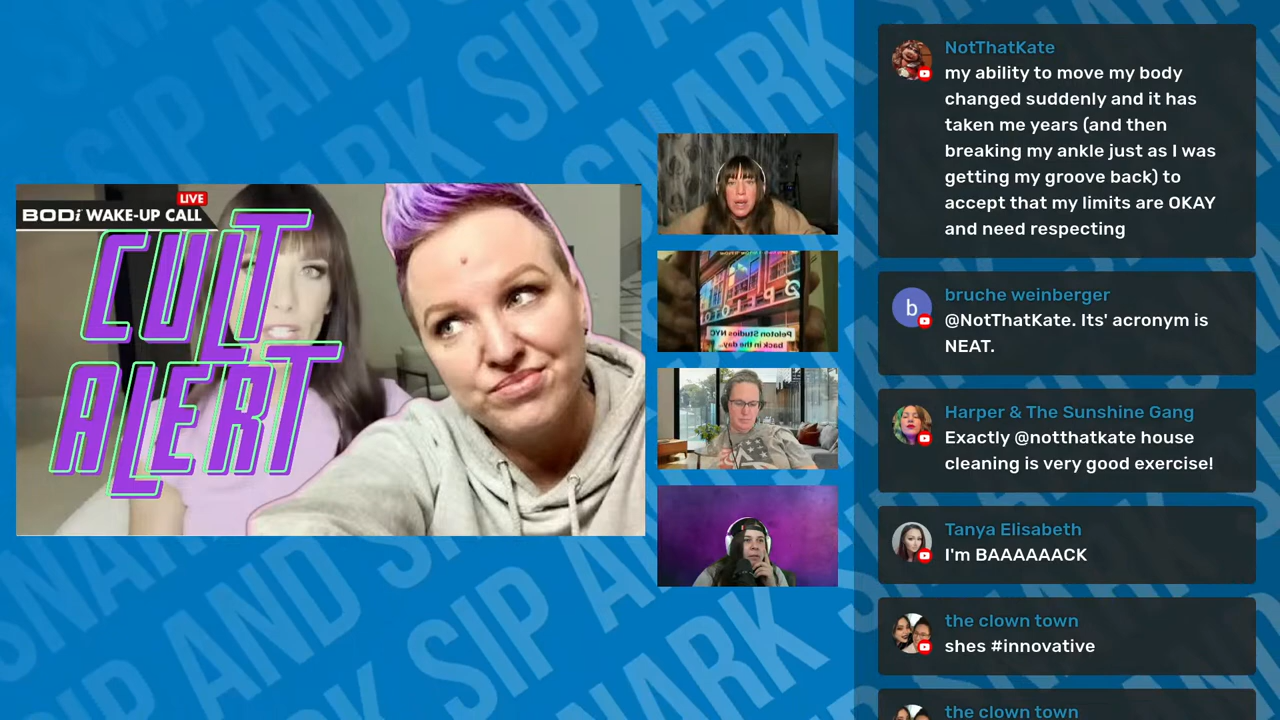 SIP AND SNARK
LIVE
BODi WAKE-UP CALL
CULT
ALERT
PELOTO
Peloton Studios NYC
back in the day..
NotThatKate
my ability to move my body
changed suddenly and it has
taken me years (and then
breaking my ankle just as I was
getting my groove back) to
accept that my limits are OKAY
and need respecting
b
bruche weinberger
@NotThatKate. Its' acronym is
NEAT.
Harper & The Sunshine Gang
Exactly @notthatkate house
cleaning is very good exercise!
Tanya Elisabeth
I'm BAAAAAACK
the clown town
shes #innovative
the clown town